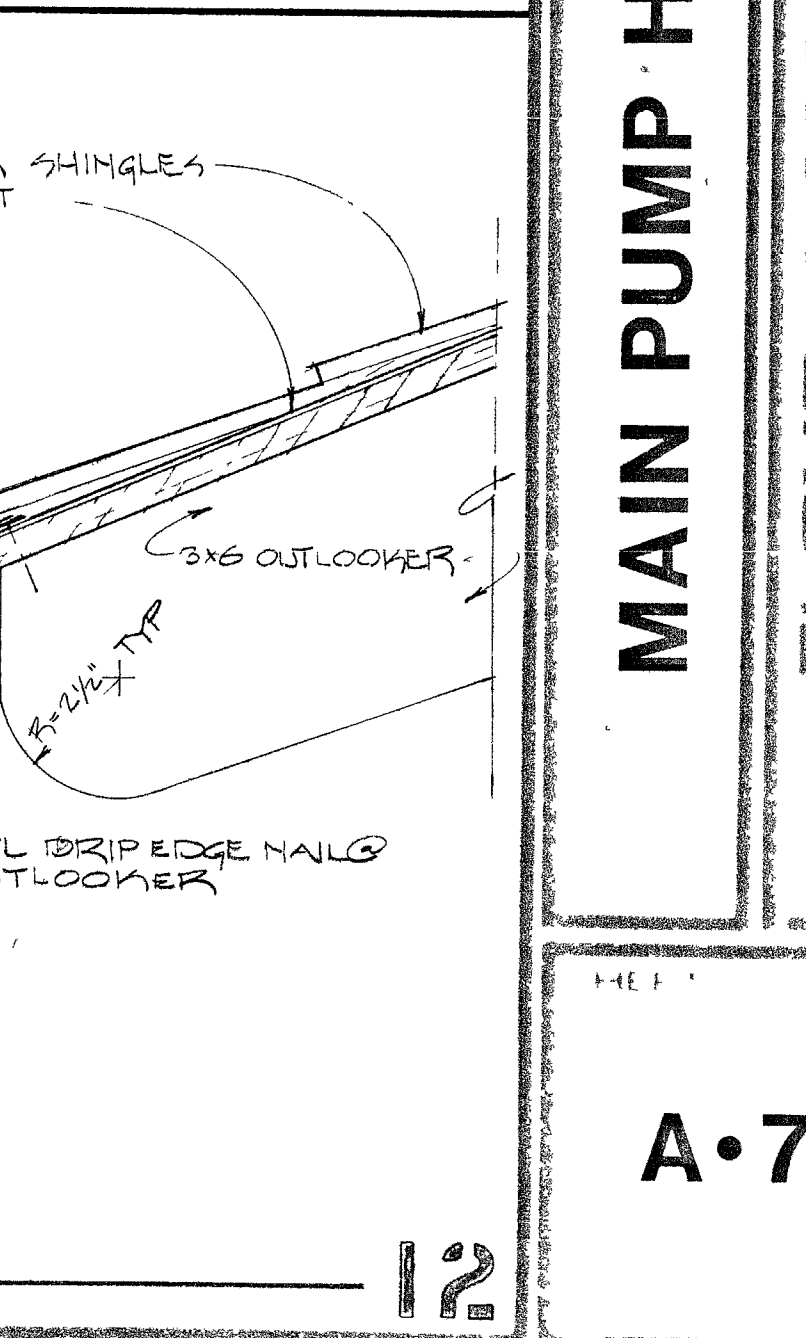 SHINGLES
3x6 OUTLOOKER
R=2½" TYP
DRIP EDGE NAIL @
TLOOKER
12
MAIN PUMP H
A•7